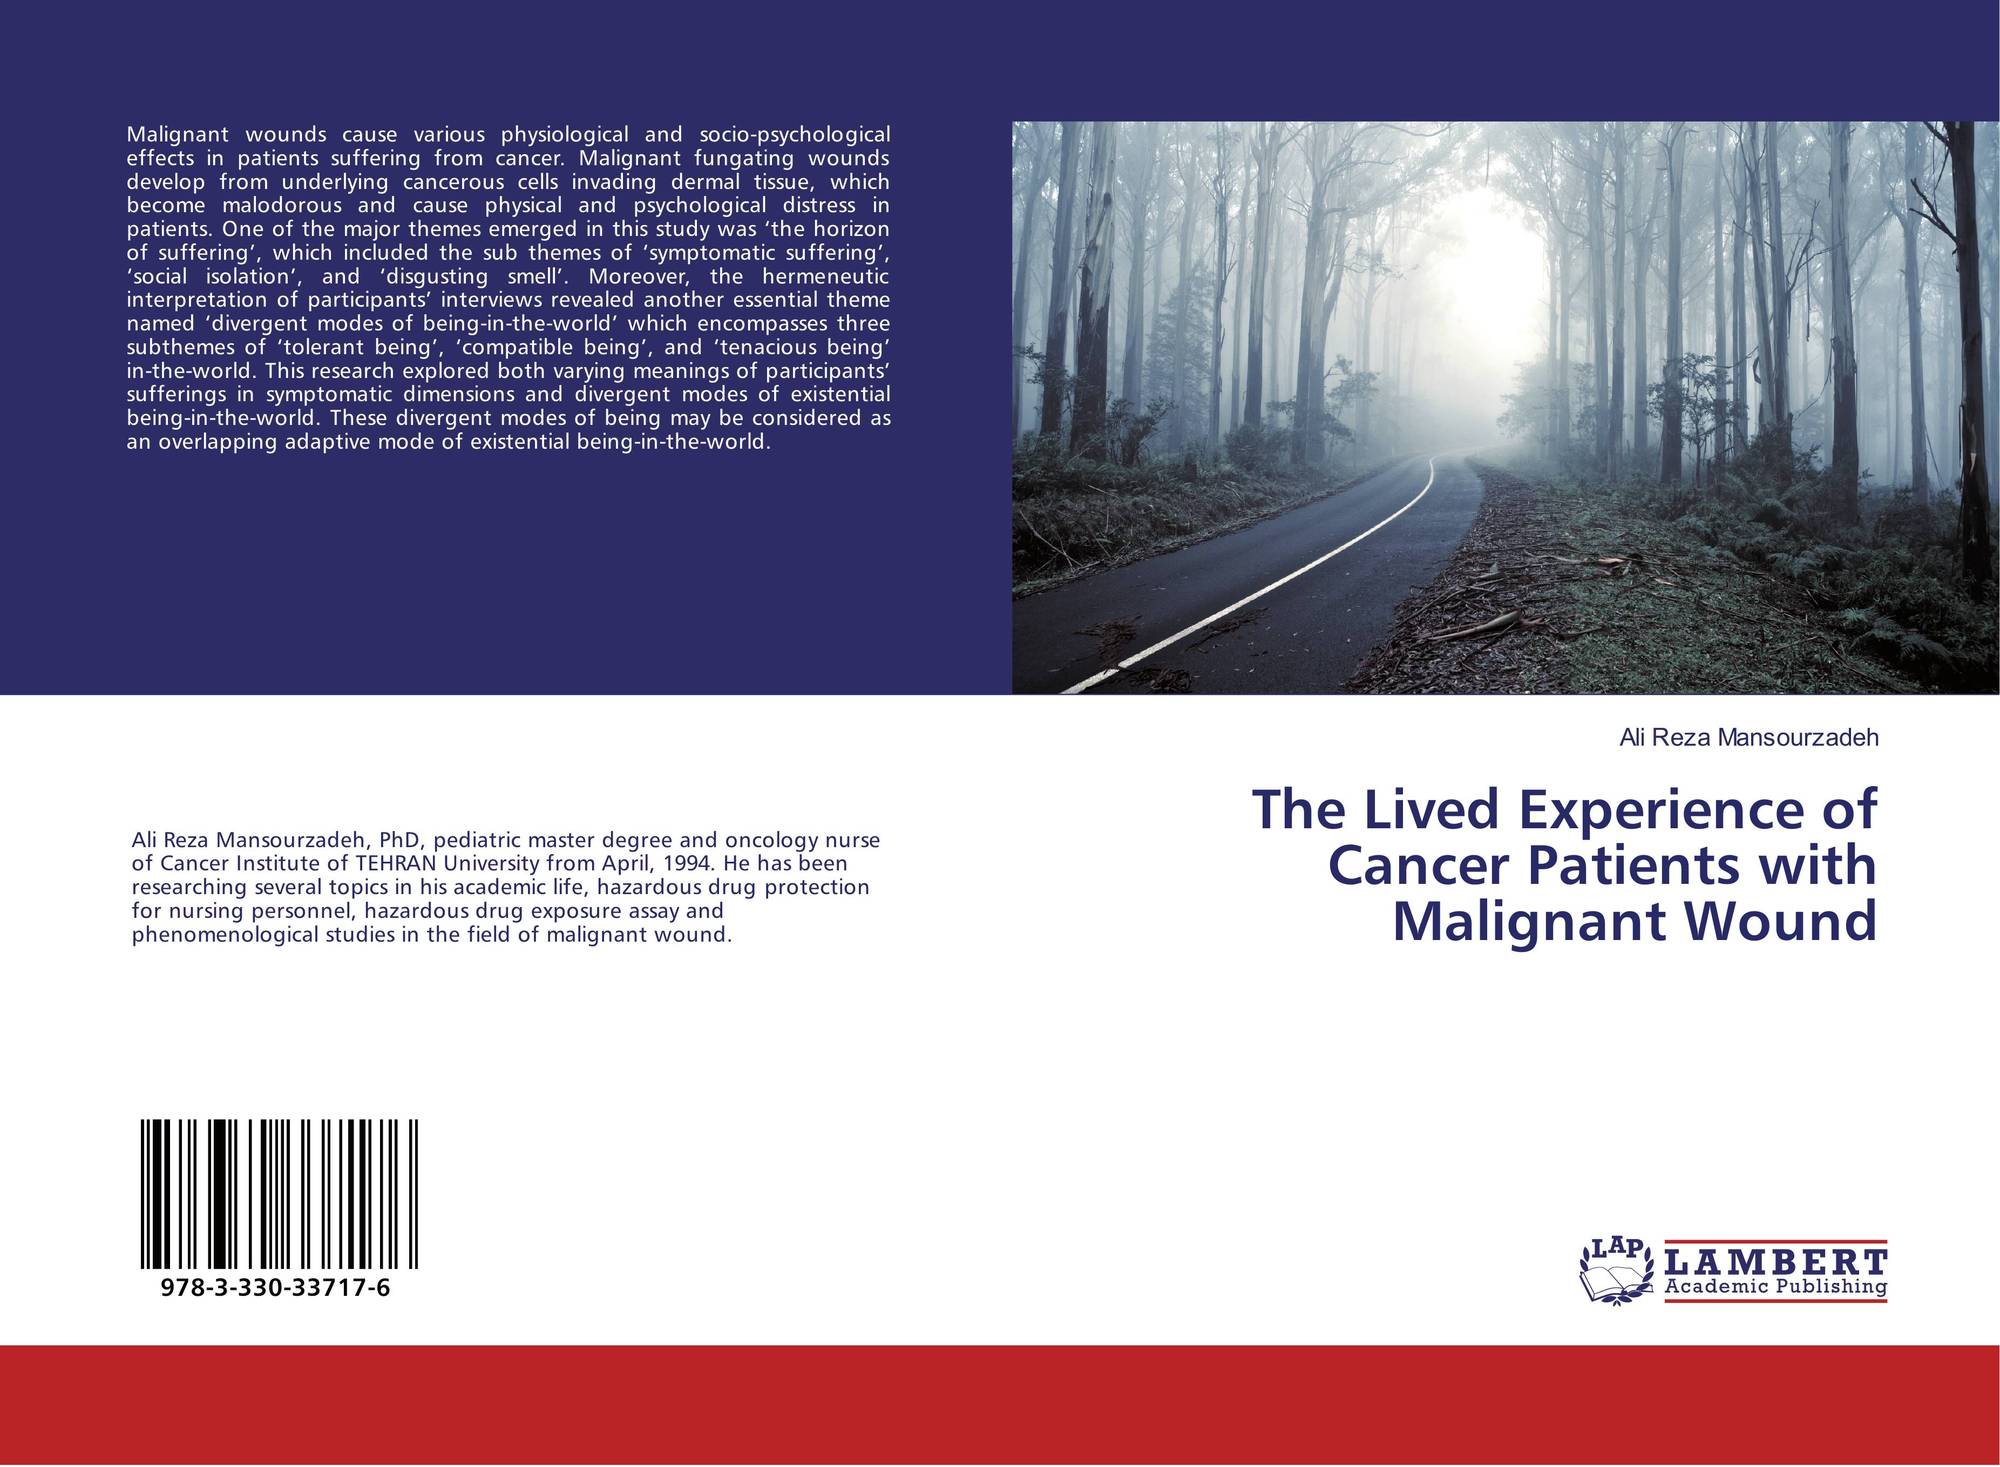 Malignant wounds cause various physiological and socio-psychological
effects in patients suffering from cancer. Malignant fungating wounds
develop from underlying cancerous cells invading dermal tissue, which
become malodorous and cause physical and psychological distress in
patients. One of the major themes emerged in this study was ‘the horizon
of suffering’, which included the sub themes of ‘symptomatic suffering’,
‘social isolation’, and ‘disgusting smell’. Moreover, the hermeneutic
interpretation of participants’ interviews revealed another essential theme
named ‘divergent modes of being-in-the-world’ which encompasses three
subthemes of ‘tolerant being’, ‘compatible being’, and ‘tenacious being’
in-the-world. This research explored both varying meanings of participants’
sufferings in symptomatic dimensions and divergent modes of existential
being-in-the-world. These divergent modes of being may be considered as
an overlapping adaptive mode of existential being-in-the-world.
Ali Reza Mansourzadeh, PhD, pediatric master degree and oncology nurse
of Cancer Institute of TEHRAN University from April, 1994. He has been
researching several topics in his academic life, hazardous drug protection
for nursing personnel, hazardous drug exposure assay and
phenomenological studies in the field of malignant wound.
978-3-330-33717-6
Ali Reza Mansourzadeh
The Lived Experience of
Cancer Patients with
Malignant Wound
LAP
LAMBERT
Academic Publishing